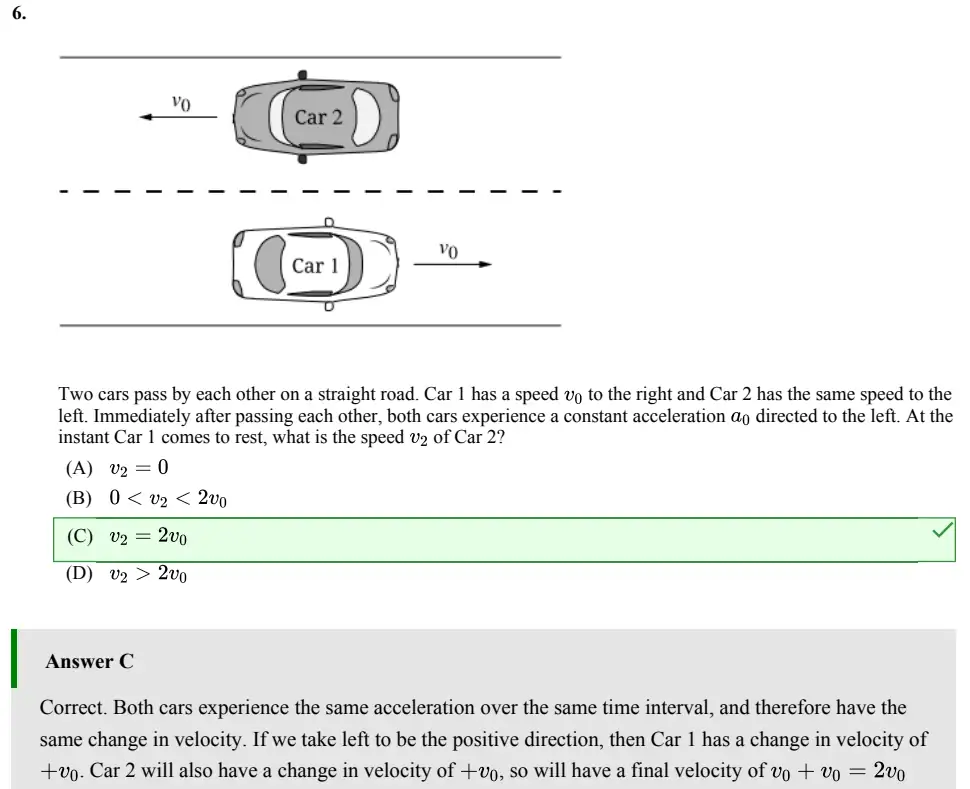 6.
v₀
Car 2
Car 1
v₀
Two cars pass by each other on a straight road. Car 1 has a speed v₀ to the right and Car 2 has the same speed to the
left. Immediately after passing each other, both cars experience a constant acceleration a₀ directed to the left. At the
instant Car 1 comes to rest, what is the speed v₂ of Car 2?
(A) v₂ = 0
(B) 0 < v₂ < 2v₀
(C) v₂ = 2v₀
(D) v₂ > 2v₀
Answer C
Correct. Both cars experience the same acceleration over the same time interval, and therefore have the
same change in velocity. If we take left to be the positive direction, then Car 1 has a change in velocity of
+v₀. Car 2 will also have a change in velocity of +v₀, so will have a final velocity of v₀ + v₀ = 2v₀